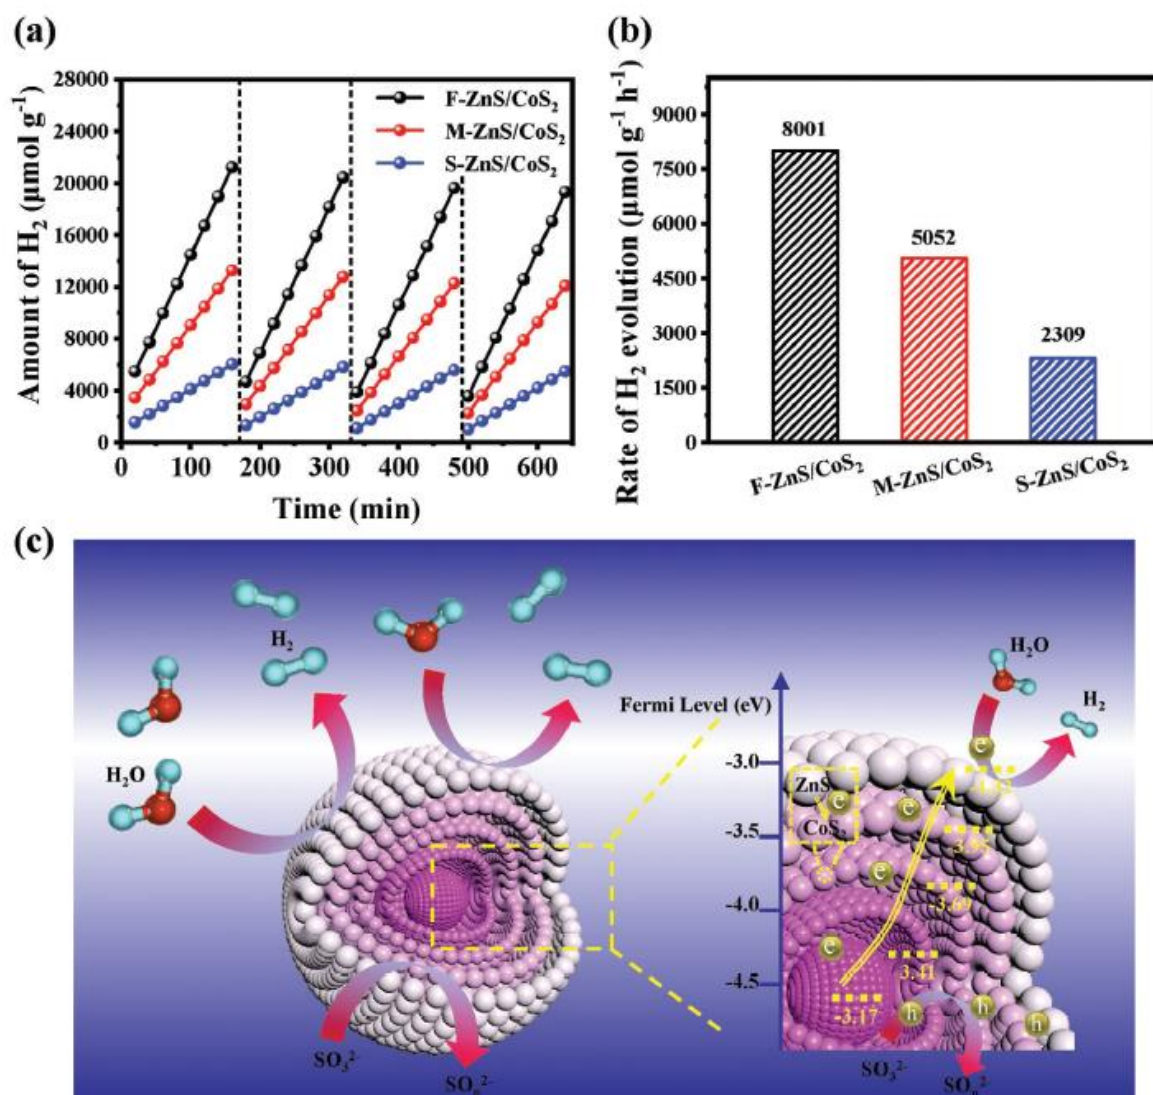 (a)
28000
24000
20000
16000
12000
8000
4000
0
Amount of H₂ (μmol g⁻¹)
F-ZnS/CoS₂
M-ZnS/CoS₂
S-ZnS/CoS₂
0 100 200 300 400 500 600
Time (min)
(b)
9000
7500
6000
4500
3000
1500
0
Rate of H₂ evolution (μmol g⁻¹ h⁻¹)
8001
5052
2309
F-ZnS/CoS₂
M-ZnS/CoS₂
S-ZnS/CoS₂
(c)
H₂
H₂O
SO₃²⁻
SOₙ²⁻
Fermi Level (eV)
-3.0
-3.5
-4.0
-4.5
H₂O
H₂
e
ZnS
e
e
CoS₂
e
-3.69
e
3.41
-3.17
h
h
h
SO₃²⁻
SOₙ²⁻